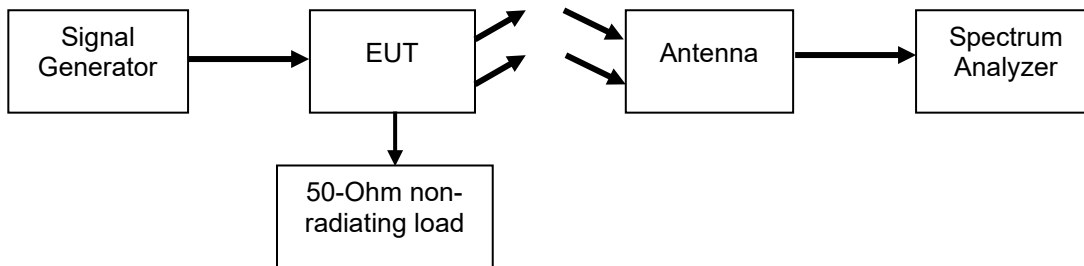 Signal
Generator
EUT
Antenna
Spectrum
Analyzer
50-Ohm non-
radiating load